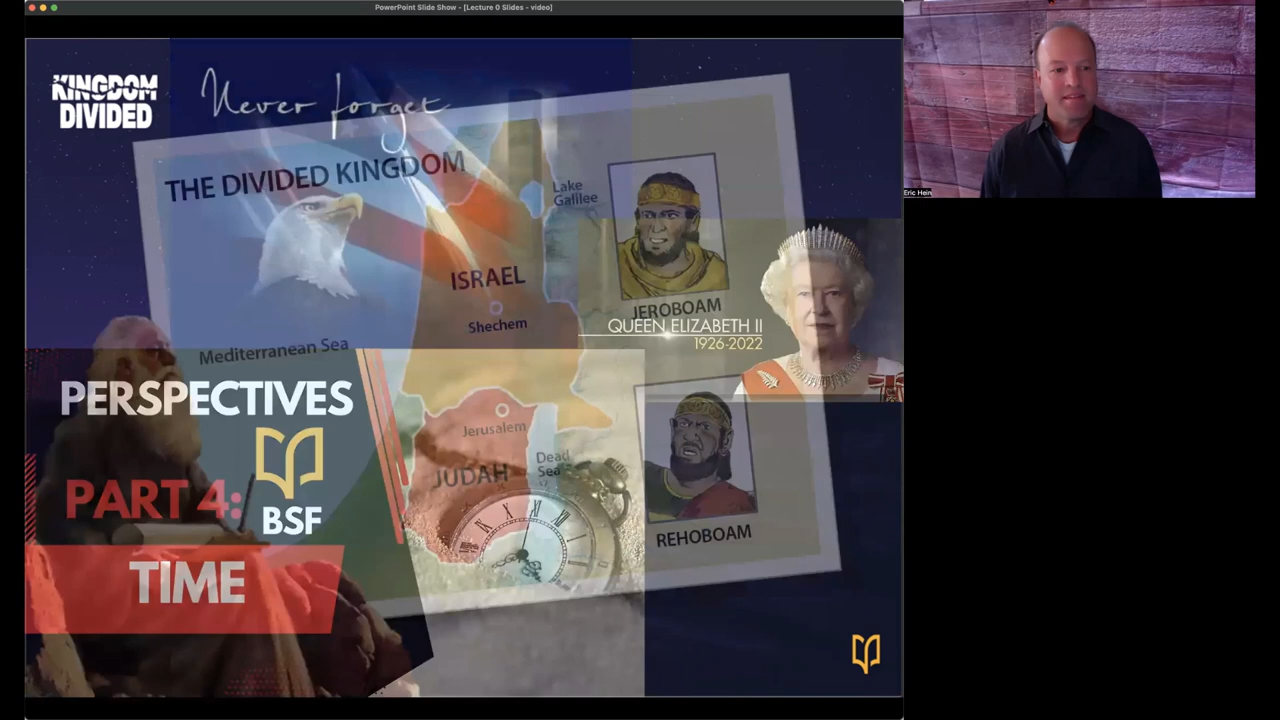 PowerPoint Slide Show - [Lecture 0 Slides - video]
KINGDOM
DIVIDED
Never forget
THE DIVIDED KINGDOM
Lake
Galilee
ISRAEL
Shechem
JEROBOAM
QUEEN ELIZABETH II
1926-2022
Mediterranean Sea
PERSPECTIVES
Jerusalem
Dead
Sea
JUDAH
PART 4:
BSF
REHOBOAM
TIME
Eric Hein